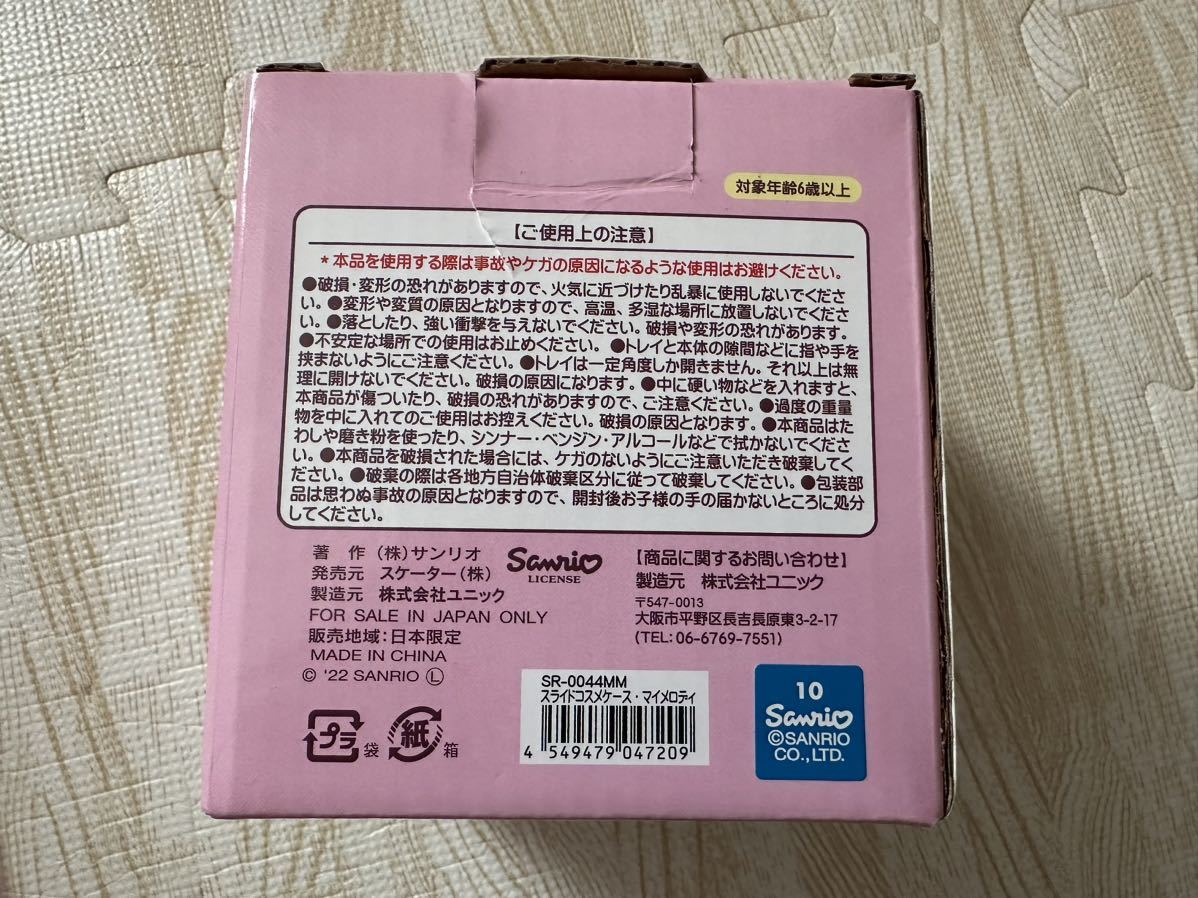 対象年齢6歳以上
【ご使用上の注意】
＊本品を使用する際は事故やケガの原因になるような使用はお避けください。
●破損・変形の恐れがありますので、火気に近づけたり乱暴に使用しないでくださ
い。●変形や変質の原因となりますので、高温、多湿な場所に放置しないでくださ
い。●落としたり、強い衝撃を与えないでください。破損や変形の恐れがあります。
●不安定な場所での使用はお止めください。●トレイと本体の隙間などに指や手を
挟まないようにご注意ください。●トレイは一定角度しか開きません。それ以上は無
理に開けないでください。破損の原因になります。●中に硬い物などを入れますと、
本商品が傷ついたり、破損の恐れがありますので、ご注意ください。●過度の重量
物を中に入れてのご使用はお控えください。破損の原因となります。●本商品はた
わしや磨き粉を使ったり、シンナー・ベンジン・アルコールなどで拭かないでくださ
い。●本商品を破損された場合には、ケガのないようにご注意いただき破棄してく
ださい。●破棄の際は各地方自治体破棄区分に従って破棄してください。●包装部
品は思わぬ事故の原因となりますので、開封後お子様の手の届かないところに処分
してください。
著 作 (株)サンリオ
発売元 スケーター(株)
製造元 株式会社ユニック
FOR SALE IN JAPAN ONLY
販売地域:日本限定
MADE IN CHINA
© '22 SANRIO Ⓛ
Sanrio
LICENSE
【商品に関するお問い合わせ】
製造元 株式会社ユニック
〒547-0013
大阪市平野区長吉長原東3-2-17
(TEL: 06-6769-7551)
プラ 袋
紙 箱
SR-0044MM
スライドコスメケース・マイメロディ
4 549479 047209
10
Sanrio
©SANRIO
CO.,LTD.